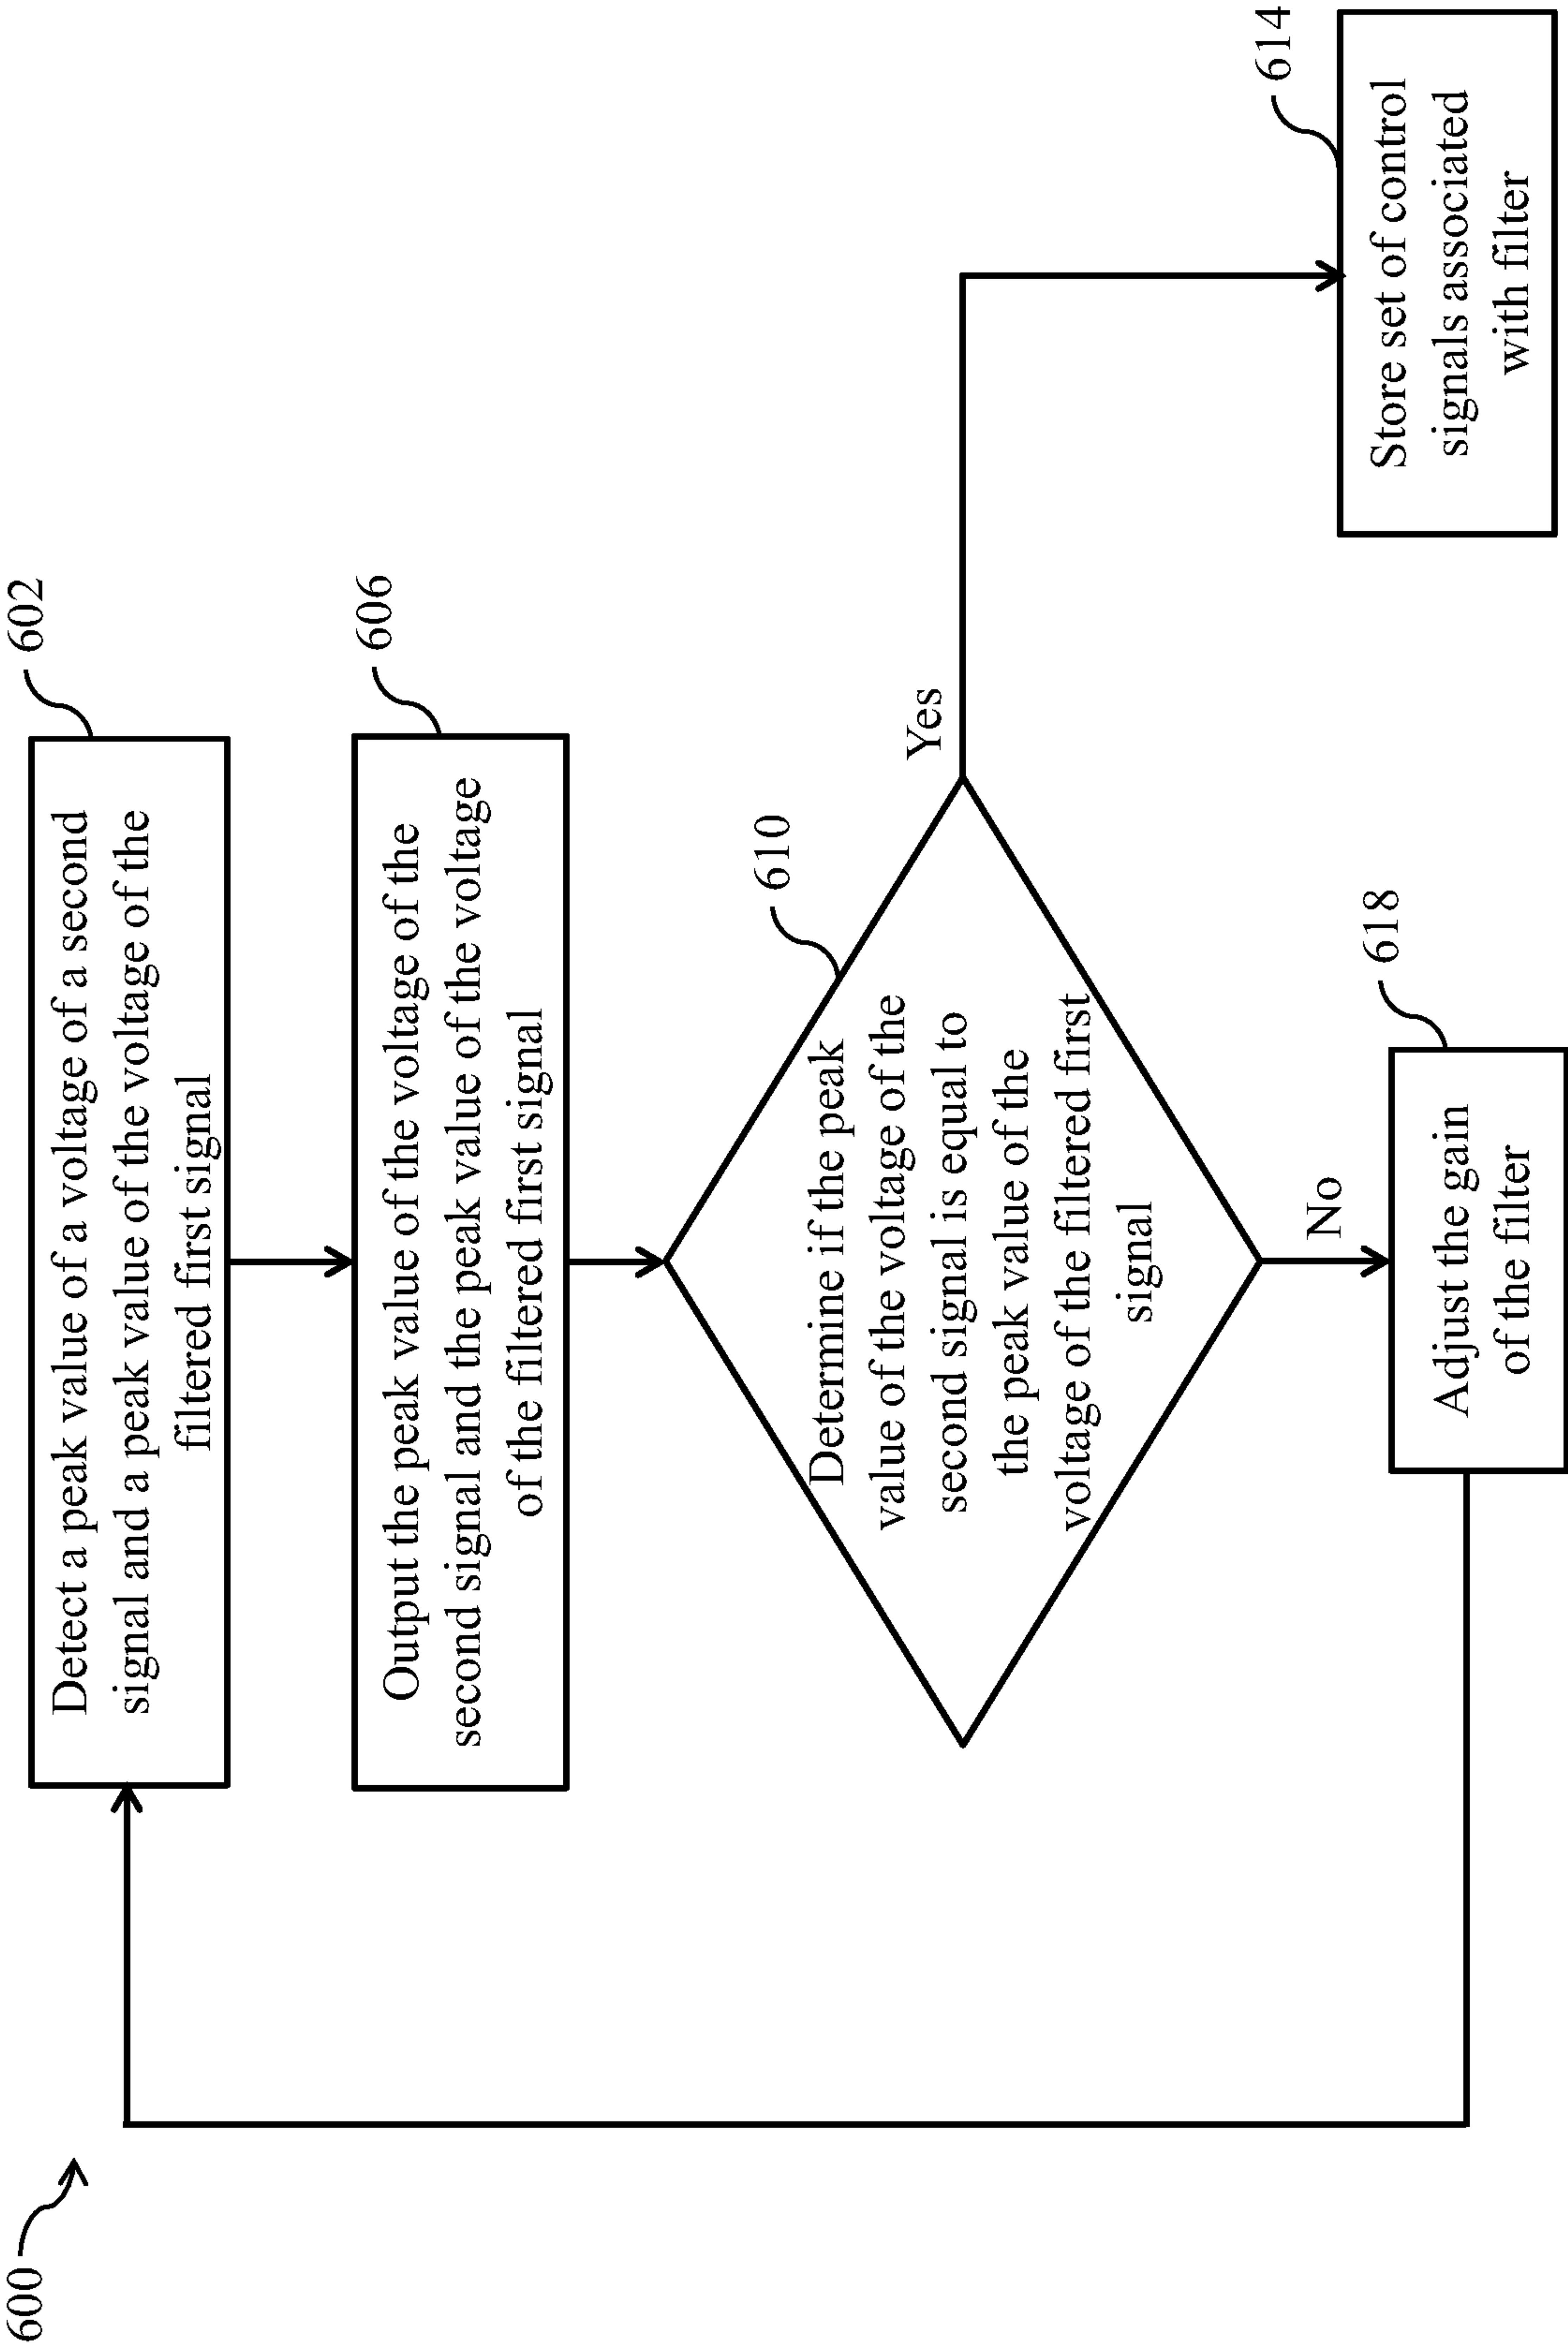 600
602
Detect a peak value of a voltage of a second
signal and a peak value of the voltage of the
filtered first signal
606
Output the peak value of the voltage of the
second signal and the peak value of the voltage
of the filtered first signal
610
Determine if the peak
value of the voltage of the
second signal is equal to
the peak value of the
voltage of the filtered first
signal
Yes
614
Store set of control
signals associated
with filter
No
618
Adjust the gain
of the filter